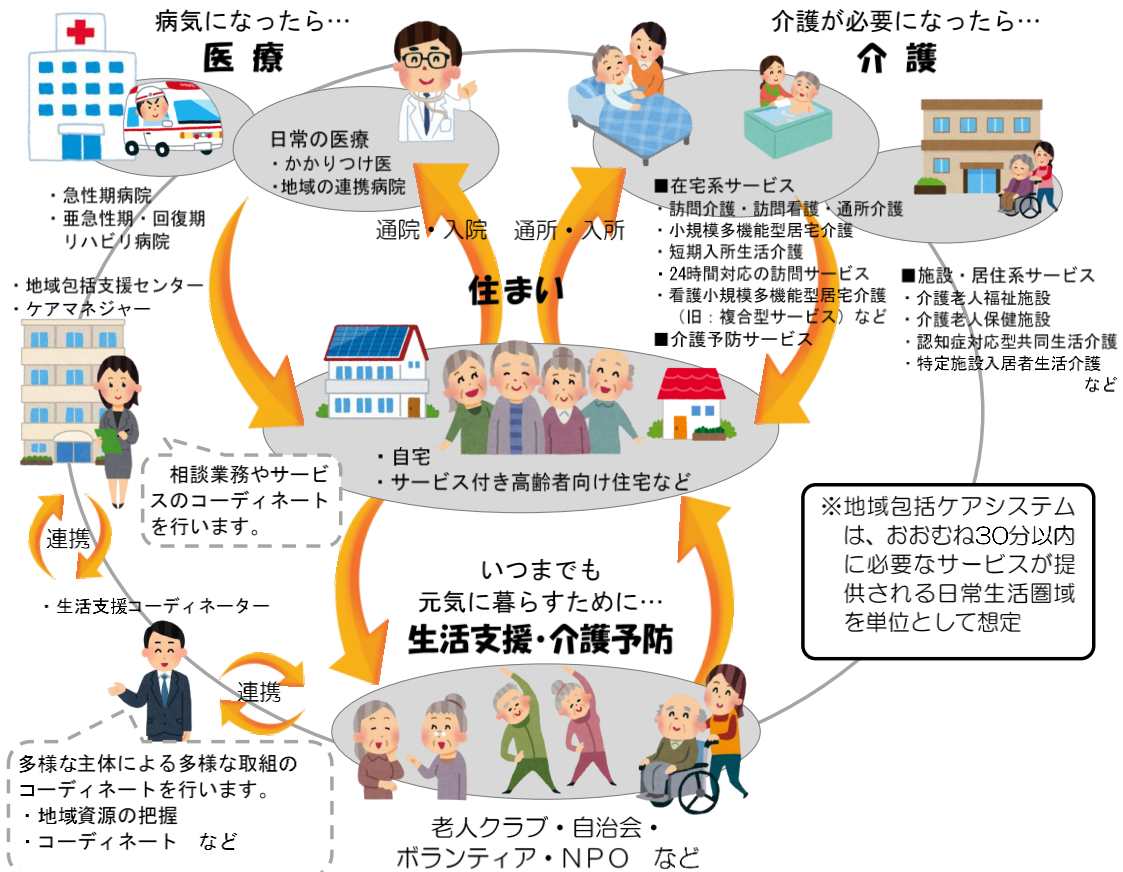 病気になったら…
医 療
介護が必要になったら…
介 護
日常の医療
・かかりつけ医
・地域の連携病院
・急性期病院
・亜急性期・回復期
リハビリ病院
通院・入院
通所・入所
■在宅系サービス
・訪問介護・訪問看護・通所介護
・小規模多機能型居宅介護
・短期入所生活介護
・24時間対応の訪問サービス
・看護小規模多機能型居宅介護
（旧：複合型サービス）など
■介護予防サービス
■施設・居住系サービス
・介護老人福祉施設
・介護老人保健施設
・認知症対応型共同生活介護
・特定施設入居者生活介護
など
・地域包括支援センター
・ケアマネジャー
住まい
・自宅
・サービス付き高齢者向け住宅など
相談業務やサービ
スのコーディネート
を行います。
連携
・生活支援コーディネーター
連携
多様な主体による多様な取組の
コーディネートを行います。
・地域資源の把握
・コーディネート　など
いつまでも
元気に暮らすために…
生活支援・介護予防
老人クラブ・自治会・
ボランティア・NPO　など
※地域包括ケアシステム
は、おおむね30分以内
に必要なサービスが提
供される日常生活圏域
を単位として想定